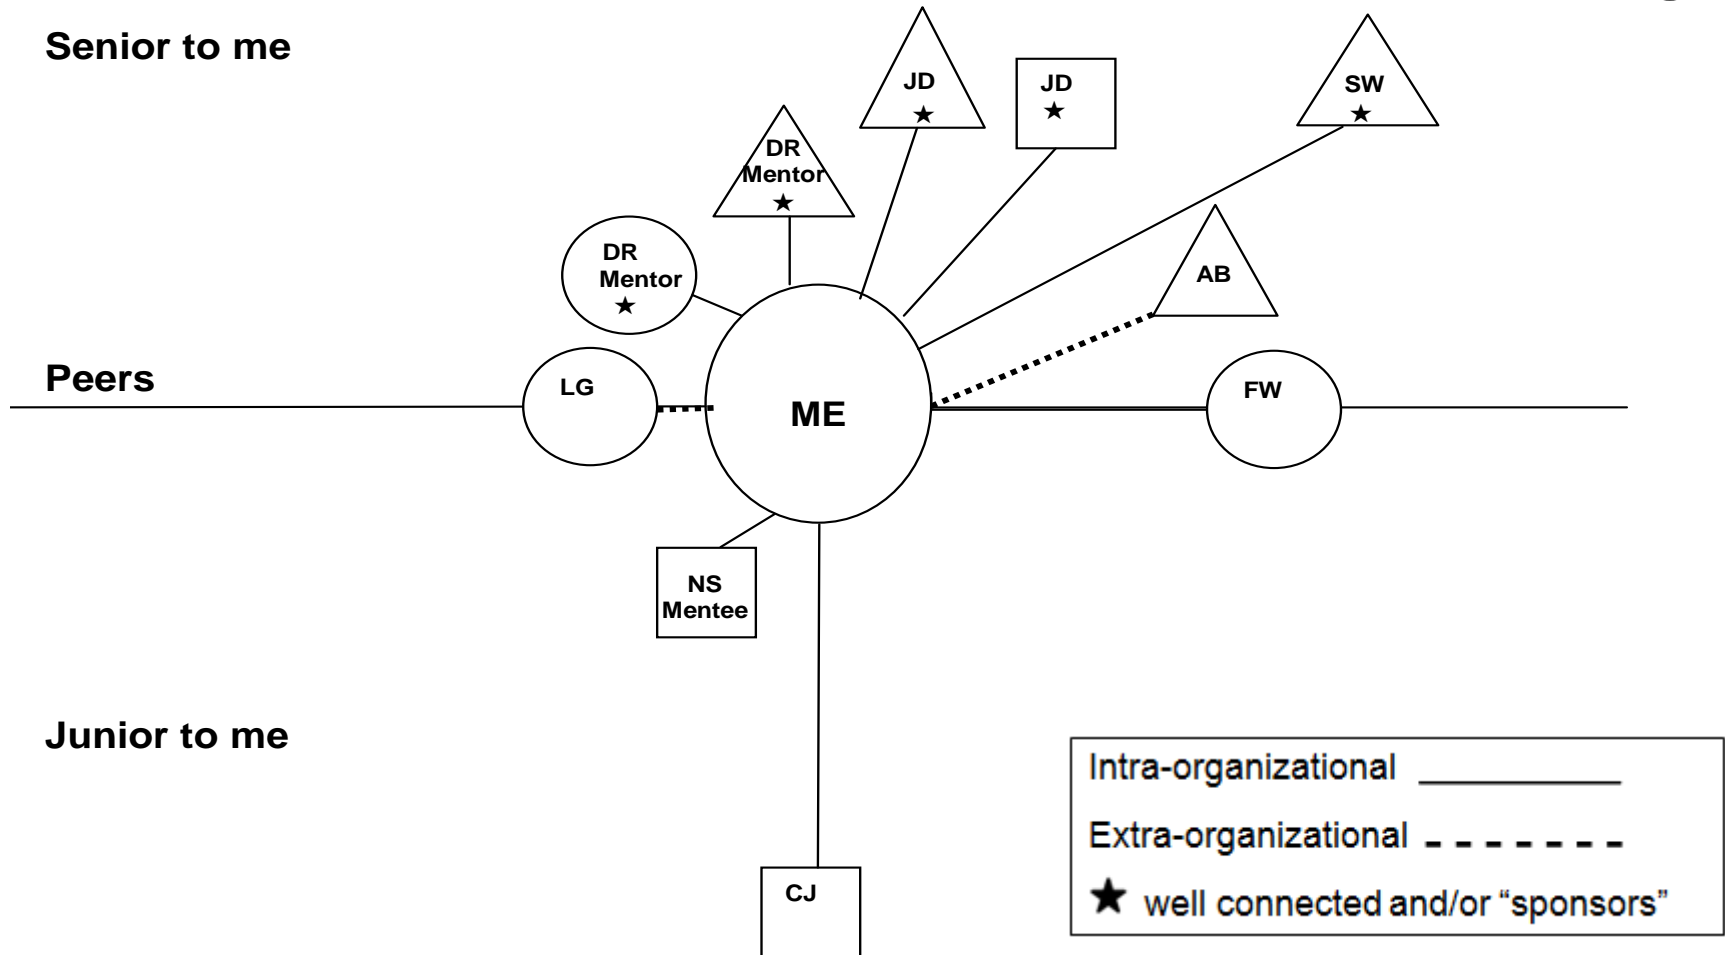 Senior to me
JD
★
JD
★
SW
★
DR
Mentor
★
DR
Mentor
★
AB
Peers
LG
ME
FW
NS
Mentee
Junior to me
CJ
Intra-organizational
Extra-organizational
★ well connected and/or “sponsors”